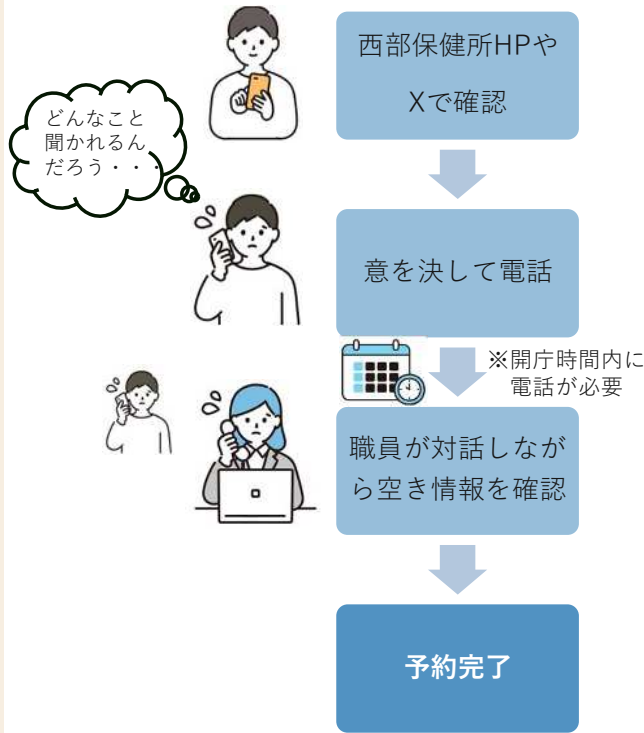 西部保健所HPや
Xで確認
どんなこと
聞かれるん
だろう・・・
意を決して電話
※開庁時間内に
電話が必要
職員が対話しなが
ら空き情報を確認
予約完了